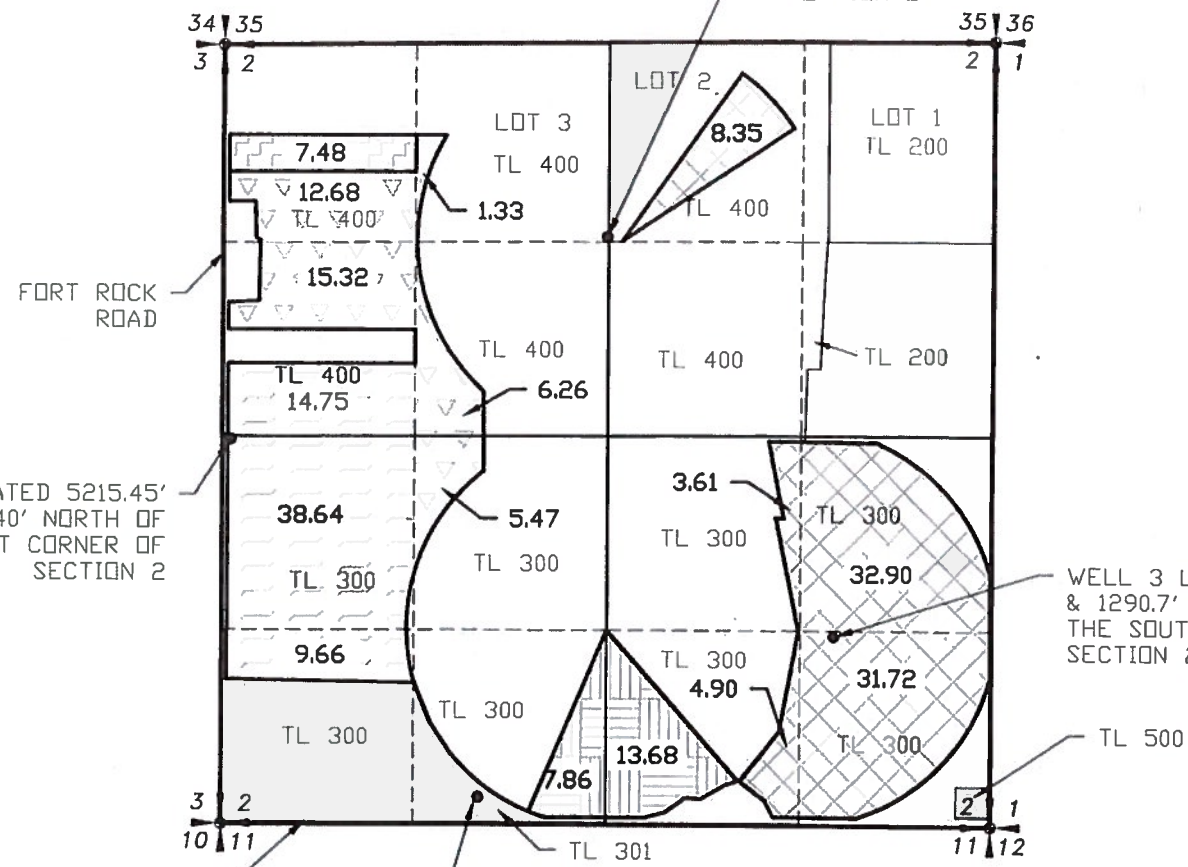 34 35
35 36
3 2
2 1
LOT 2
LOT 3
TL 400
LOT 1
TL 200
8.35
7.48
12.68
TL 400
1.33
TL 400
15.32
FORT ROCK
ROAD
TL 400
TL 400
TL 200
TL 400
14.75
6.26
ATED 5215.45'
40' NORTH OF
T CORNER OF
SECTION 2
3.61
38.64
5.47
TL 300
TL 300
TL 300
TL 300
32.90
WELL 3 L
& 1290.7'
THE SOUT
SECTION 2
9.66
TL 300
4.90
31.72
TL 300
TL 300
TL 300
TL 500
13.68
7.86
3 2
2 1
10 11
11 12
TL 301